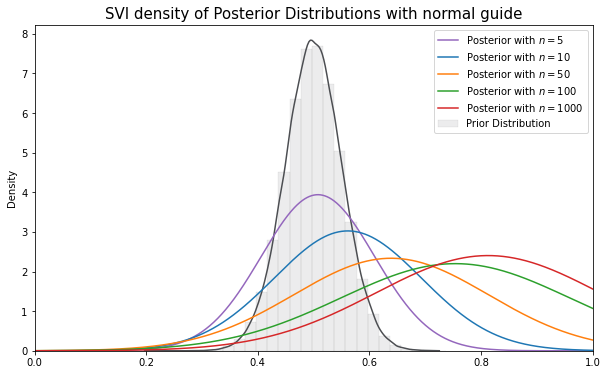 SVI density of Posterior Distributions with normal guide
8
7
6
5
4
3
2
1
0
Density
Posterior with n = 5
Posterior with n = 10
Posterior with n = 50
Posterior with n = 100
Posterior with n = 1000
Prior Distribution
0.0 0.2 0.4 0.6 0.8 1.0